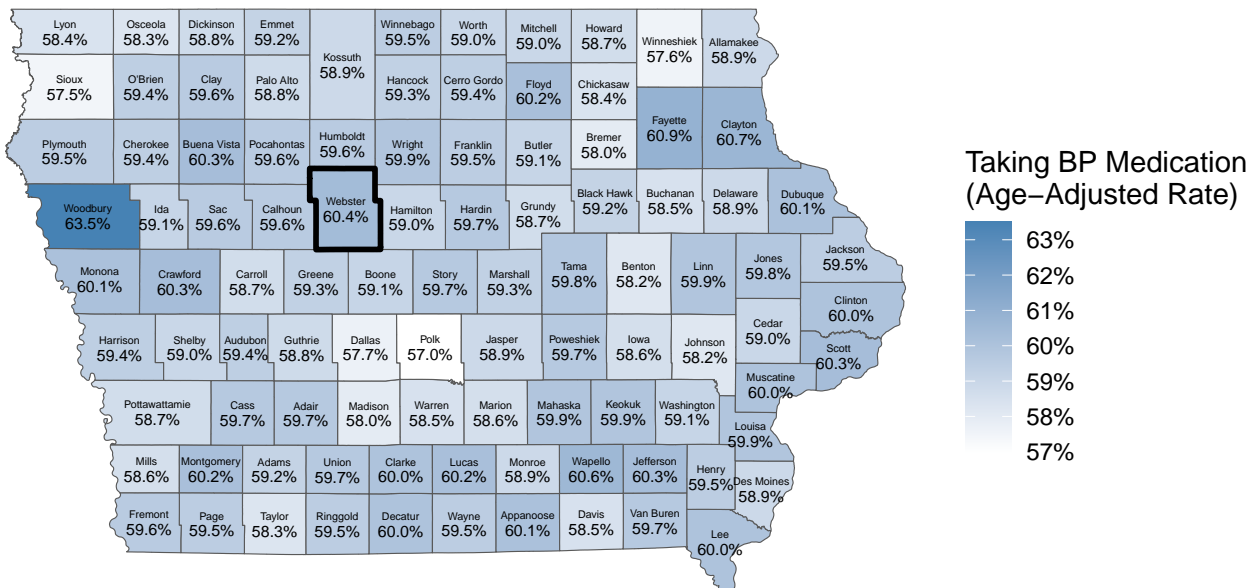 Lyon
58.4%
Osceola
58.3%
Dickinson
58.8%
Emmet
59.2%
Kossuth
58.9%
Winnebago
59.5%
Worth
59.0%
Mitchell
59.0%
Howard
58.7%
Winneshiek
57.6%
Allamakee
58.9%
Sioux
57.5%
O'Brien
59.4%
Clay
59.6%
Palo Alto
58.8%
Hancock
59.3%
Cerro Gordo
59.4%
Floyd
60.2%
Chickasaw
58.4%
Fayette
60.9%
Clayton
60.7%
Plymouth
59.5%
Cherokee
59.4%
Buena Vista
60.3%
Pocahontas
59.6%
Humboldt
59.6%
Wright
59.9%
Franklin
59.5%
Butler
59.1%
Bremer
58.0%
Woodbury
63.5%
Ida
59.1%
Sac
59.6%
Calhoun
59.6%
Webster
60.4%
Hamilton
59.0%
Hardin
59.7%
Grundy
58.7%
Black Hawk
59.2%
Buchanan
58.5%
Delaware
58.9%
Dubuque
60.1%
Monona
60.1%
Crawford
60.3%
Carroll
58.7%
Greene
59.3%
Boone
59.1%
Story
59.7%
Marshall
59.3%
Tama
59.8%
Benton
58.2%
Linn
59.9%
Jones
59.8%
Jackson
59.5%
Clinton
60.0%
Harrison
59.4%
Shelby
59.0%
Audubon
59.4%
Guthrie
58.8%
Dallas
57.7%
Polk
57.0%
Jasper
58.9%
Poweshiek
59.7%
Iowa
58.6%
Johnson
58.2%
Cedar
59.0%
Scott
60.3%
Muscatine
60.0%
Pottawattamie
58.7%
Cass
59.7%
Adair
59.7%
Madison
58.0%
Warren
58.5%
Marion
58.6%
Mahaska
59.9%
Keokuk
59.9%
Washington
59.1%
Louisa
59.9%
Mills
58.6%
Montgomery
60.2%
Adams
59.2%
Union
59.7%
Clarke
60.0%
Lucas
60.2%
Monroe
58.9%
Wapello
60.6%
Jefferson
60.3%
Henry
59.5%
Des Moines
58.9%
Fremont
59.6%
Page
59.5%
Taylor
58.3%
Ringgold
59.5%
Decatur
60.0%
Wayne
59.5%
Appanoose
60.1%
Davis
58.5%
Van Buren
59.7%
Lee
60.0%
Taking BP Medication
(Age−Adjusted Rate)
63%
62%
61%
60%
59%
58%
57%